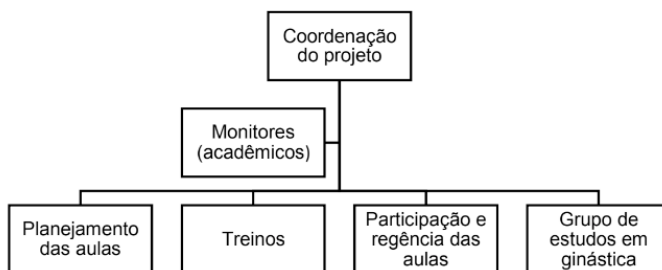 Coordenação
do projeto
Monitores
(acadêmicos)
Planejamento
das aulas
Treinos
Participação e
regência das
aulas
Grupo de
estudos em
ginástica